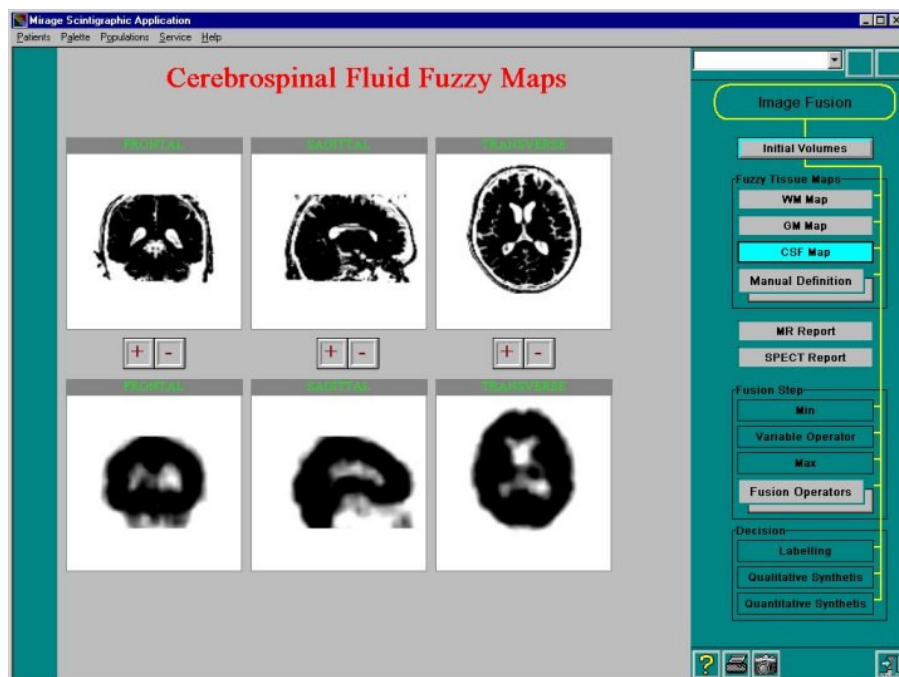 Mirage Scintigraphic Application
Patients Palette Populations Service Help
Cerebrospinal Fluid Fuzzy Maps
FRONTAL SAGITTAL TRANSVERSE
+ - + - + -
FRONTAL SAGITTAL TRANSVERSE
Image Fusion
Initial Volumes
Fuzzy Tissue Maps
WM Map
GM Map
CSF Map
Manual Definition
MR Report
SPECT Report
Fusion Step
Min
Variable Operator
Max
Fusion Operators
Decision
Labelling
Qualitative Synthetis
Quantitative Synthetis
?